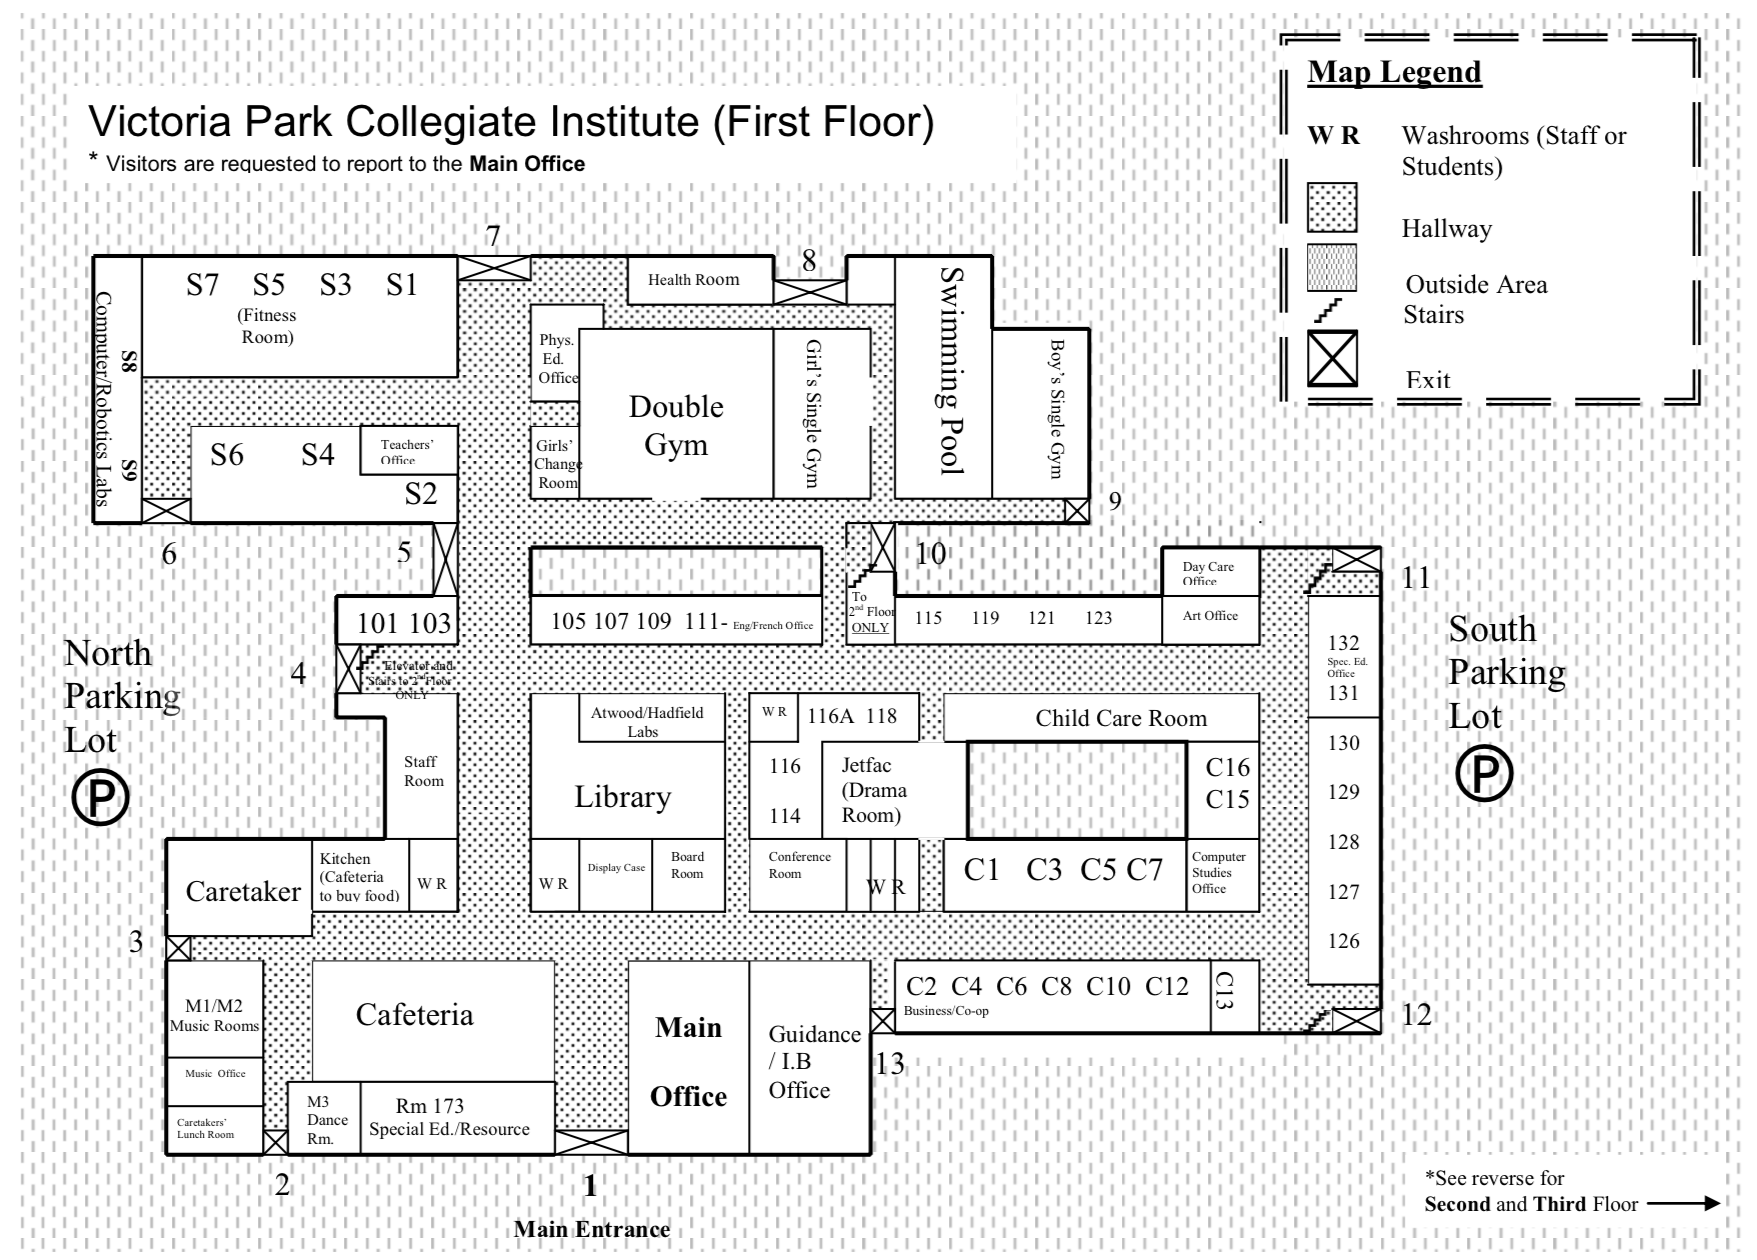 Victoria Park Collegiate Institute (First Floor)
* Visitors are requested to report to the Main Office
Map Legend
W R Washrooms (Staff or
Students)
Hallway
Outside Area
Stairs
Exit
7
8
Health Room
S7 S5 S3 S1
(Fitness
Room)
Computer/Robotics Labs
S8
S9
S6 S4
Teachers'
Office
S2
Phys.
Ed.
Office
Girls'
Change
Room
Double
Gym
Girl's Single Gym
Swimming Pool
Boy's Single Gym
9
6
5
10
11
Day Care
Office
101 103
105 107 109 111- Eng/French Office
To
2nd Floor
ONLY
115 119 121 123
Art Office
North
Parking
Lot
P
4
Elevator and
Stairs to 2nd Floor
ONLY
South
Parking
Lot
P
132
Spec. Ed.
Office
131
130
129
128
127
126
Staff
Room
Atwood/Hadfield
Labs
Library
W R
116A 118
116
114
Jetfac
(Drama
Room)
Child Care Room
C16
C15
Caretaker
Kitchen
(Cafeteria
to buy food)
W R
W R
Display Case
Board
Room
Conference
Room
W R
C1 C3 C5 C7
Computer
Studies
Office
3
M1/M2
Music Rooms
Music Office
Caretakers'
Lunch Room
Cafeteria
M3
Dance
Rm.
Rm 173
Special Ed./Resource
Main
Office
Guidance
/ I.B
Office
C2 C4 C6 C8 C10 C12
Business/Co-op
C13
12
13
2
1
Main Entrance
*See reverse for
Second and Third Floor